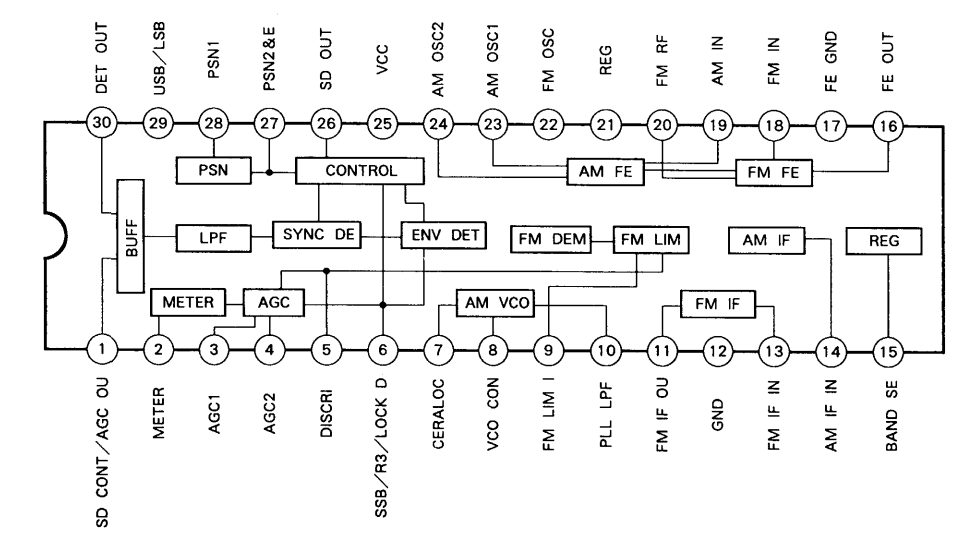 DET OUT
USB/LSB
PSN1
PSN2&E
SD OUT
VCC
AM OSC2
AM OSC1
FM OSC
REG
FM RF
AM IN
FM IN
FE GND
FE OUT
30 29 28 27 26 25 24 23 22 21 20 19 18 17 16
PSN
CONTROL
AM FE
FM FE
BUFF
LPF
SYNC DE
ENV DET
FM DEM
FM LIM
AM IF
REG
METER
AGC
AM VCO
FM IF
1 2 3 4 5 6 7 8 9 10 11 12 13 14 15
SD CONT/AGC OU
METER
AGC1
AGC2
DISCRI
SSB/R3/LOCK D
CERALOC
VCO CON
FM LIM I
PLL LPF
FM IF OU
GND
FM IF IN
AM IF IN
BAND SE